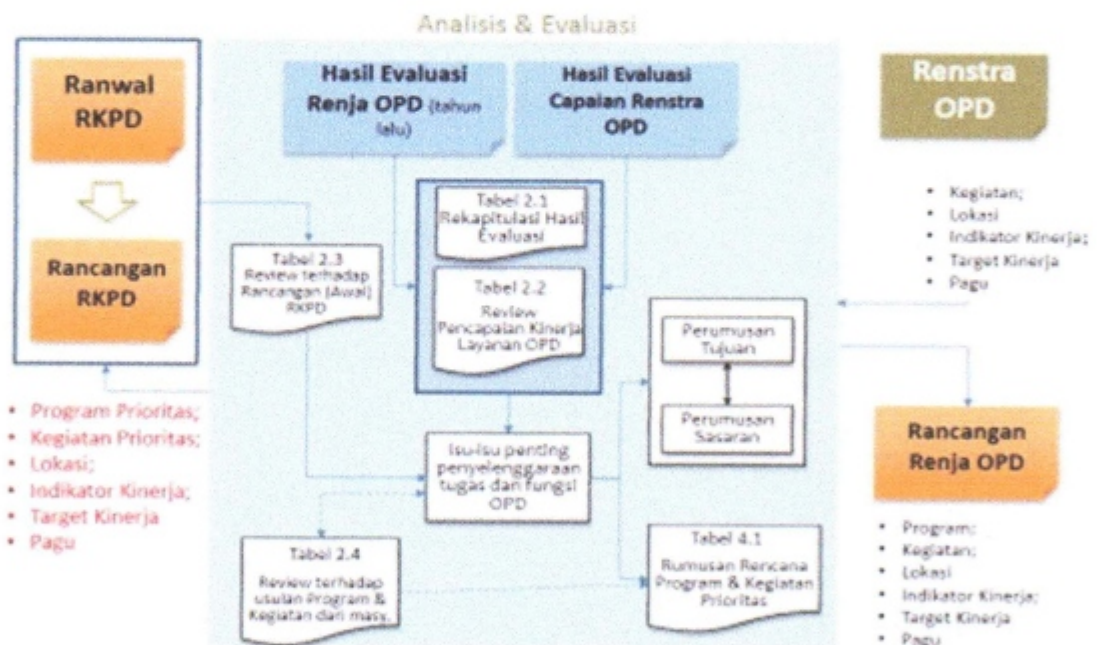 Analisis & Evaluasi
Ranwal
RKPD
Rancangan
RKPD
• Program Prioritas;
• Kegiatan Prioritas;
• Lokasi;
• Indikator Kinerja;
• Target Kinerja
• Pagu
Hasil Evaluasi
Renja OPD (tahun
lalu)
Hasil Evaluasi
Capaian Renstra
OPD
Tabel 2.1
Rekapitulasi Hasil
Evaluasi
Tabel 2.2
Review
Pencapaian Kinerja
Layanan OPD
Tabel 2.3
Review terhadap
Rancangan (Awal)
RKPD
Isu-isu penting
penyelenggaraan
tugas dan fungsi
OPD
Tabel 2.4
Review terhadap
usulan Program &
Kegiatan dari masy.
Perumusan
Tujuan
Perumusan
Sasaran
Tabel 4.1
Rumusan Rencana
Program & Kegiatan
Prioritas
Renstra
OPD
• Kegiatan;
• Lokasi
• Indikator Kinerja;
• Target Kinerja
• Pagu
Rancangan
Renja OPD
• Program;
• Kegiatan;
• Lokasi
• Indikator Kinerja;
• Target Kinerja
• Pagu